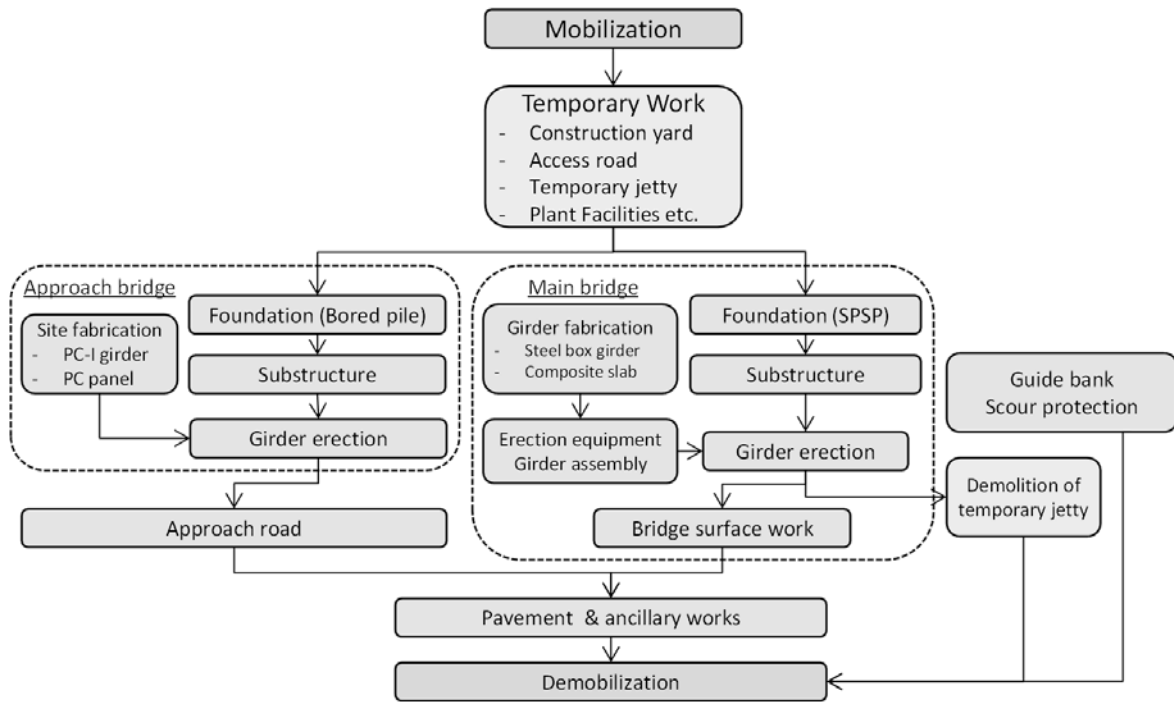 Mobilization
Temporary Work
- Construction yard
- Access road
- Temporary jetty
- Plant Facilities etc.
Approach bridge
Foundation (Bored pile)
Site fabrication
- PC-I girder
- PC panel
Substructure
Girder erection
Approach road
Main bridge
Foundation (SPSP)
Girder fabrication
- Steel box girder
- Composite slab
Substructure
Erection equipment
Girder assembly
Girder erection
Bridge surface work
Guide bank
Scour protection
Demolition of
temporary jetty
Pavement & ancillary works
Demobilization